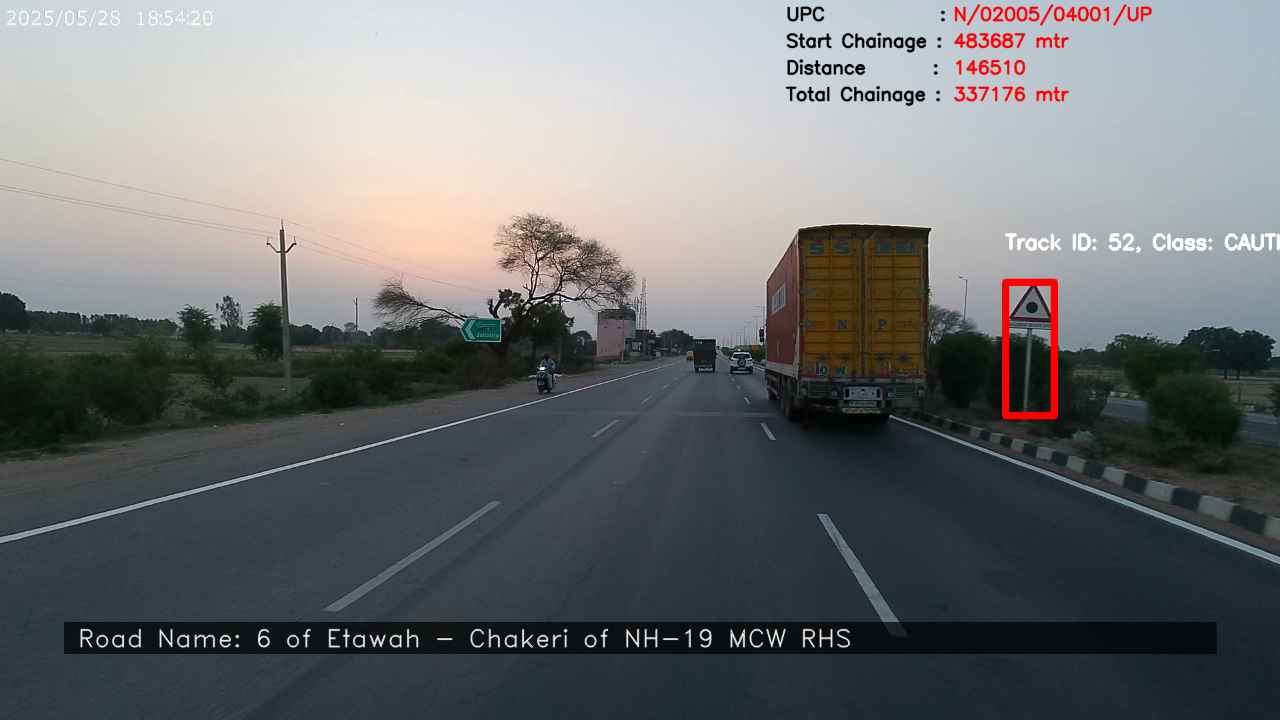 2025/05/28 18:54:20
UPC : N/02005/04001/UP
Start Chainage : 483687 mtr
Distance : 146510
Total Chainage : 337176 mtr
Track ID: 52, Class: CAUTI
N P
Road Name: 6 of Etawah - Chakeri of NH-19 MCW RHS